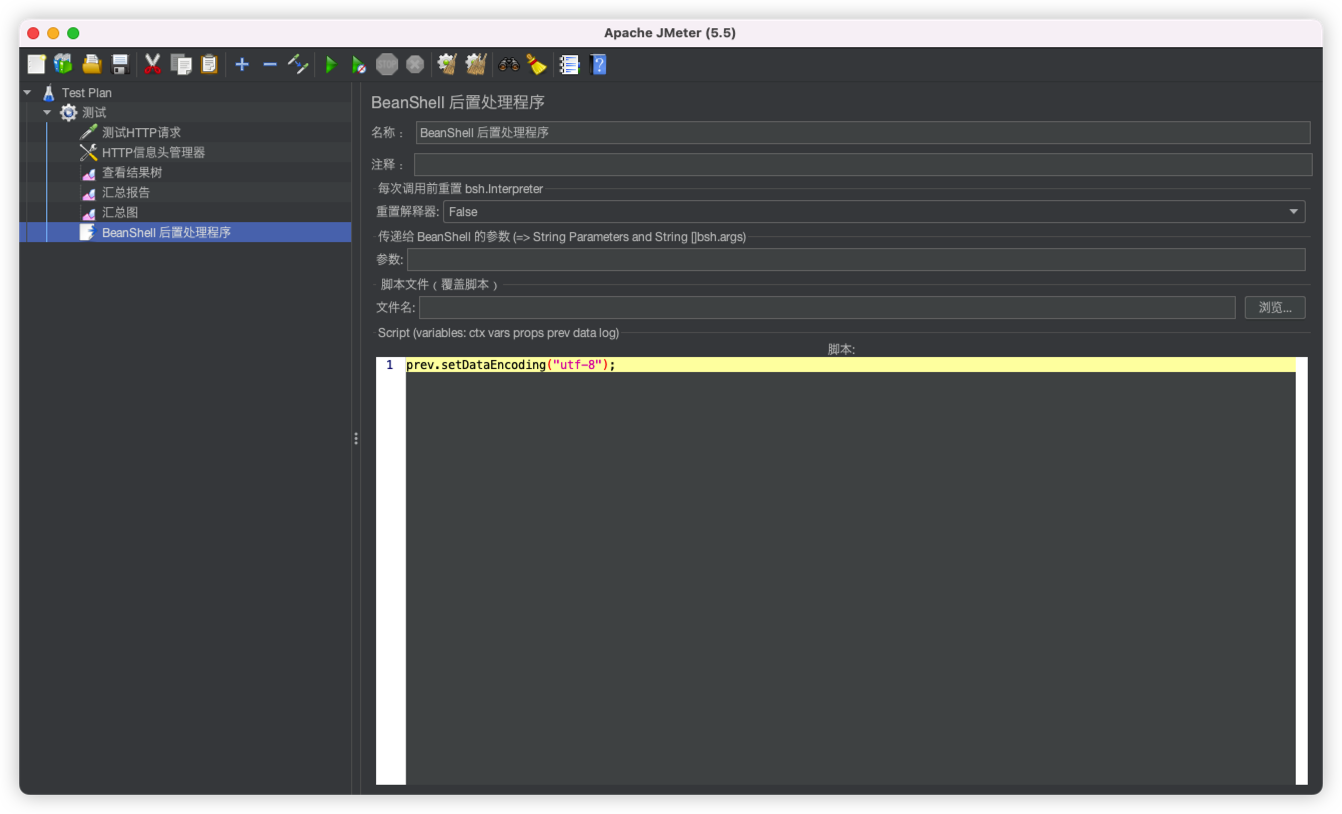 Apache JMeter (5.5)
STOP
?
Test Plan
测试
测试HTTP请求
HTTP信息头管理器
查看结果树
汇总报告
汇总图
BeanShell 后置处理程序
BeanShell 后置处理程序
名称： BeanShell 后置处理程序
注释：
每次调用前重置 bsh.Interpreter
重置解释器: False
传递给 BeanShell 的参数 (=> String Parameters and String []bsh.args)
参数:
脚本文件（覆盖脚本）
文件名: 浏览...
Script (variables: ctx vars props prev data log)
脚本:
1 prev.setDataEncoding("utf-8");